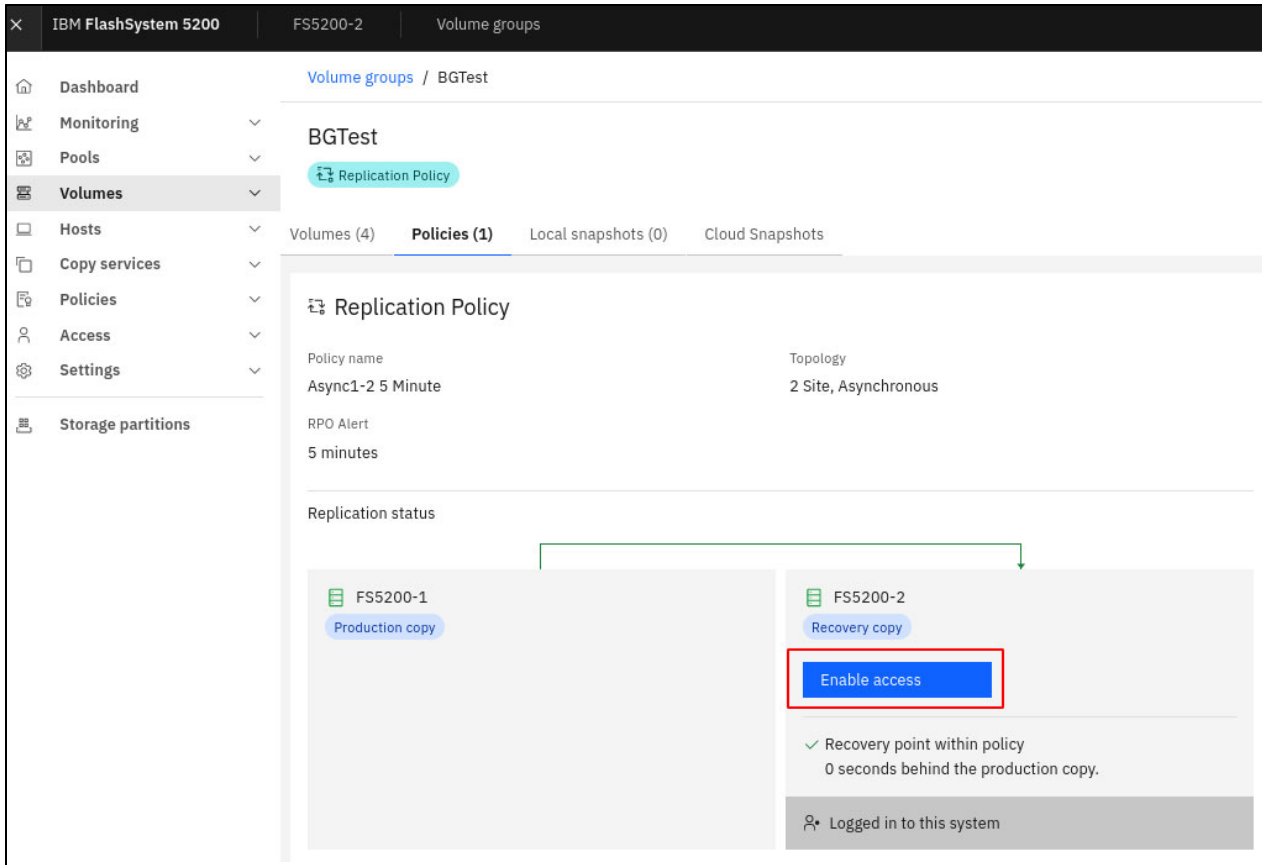 IBM FlashSystem 5200
FS5200-2
Volume groups
Dashboard
Monitoring
Pools
Volumes
Hosts
Copy services
Policies
Access
Settings
Storage partitions
Volume groups / BGTest
BGTest
Replication Policy
Volumes (4)
Policies (1)
Local snapshots (0)
Cloud Snapshots
Replication Policy
Policy name
Async1-2 5 Minute
Topology
2 Site, Asynchronous
RPO Alert
5 minutes
Replication status
FS5200-1
Production copy
FS5200-2
Recovery copy
Enable access
Recovery point within policy
0 seconds behind the production copy.
Logged in to this system